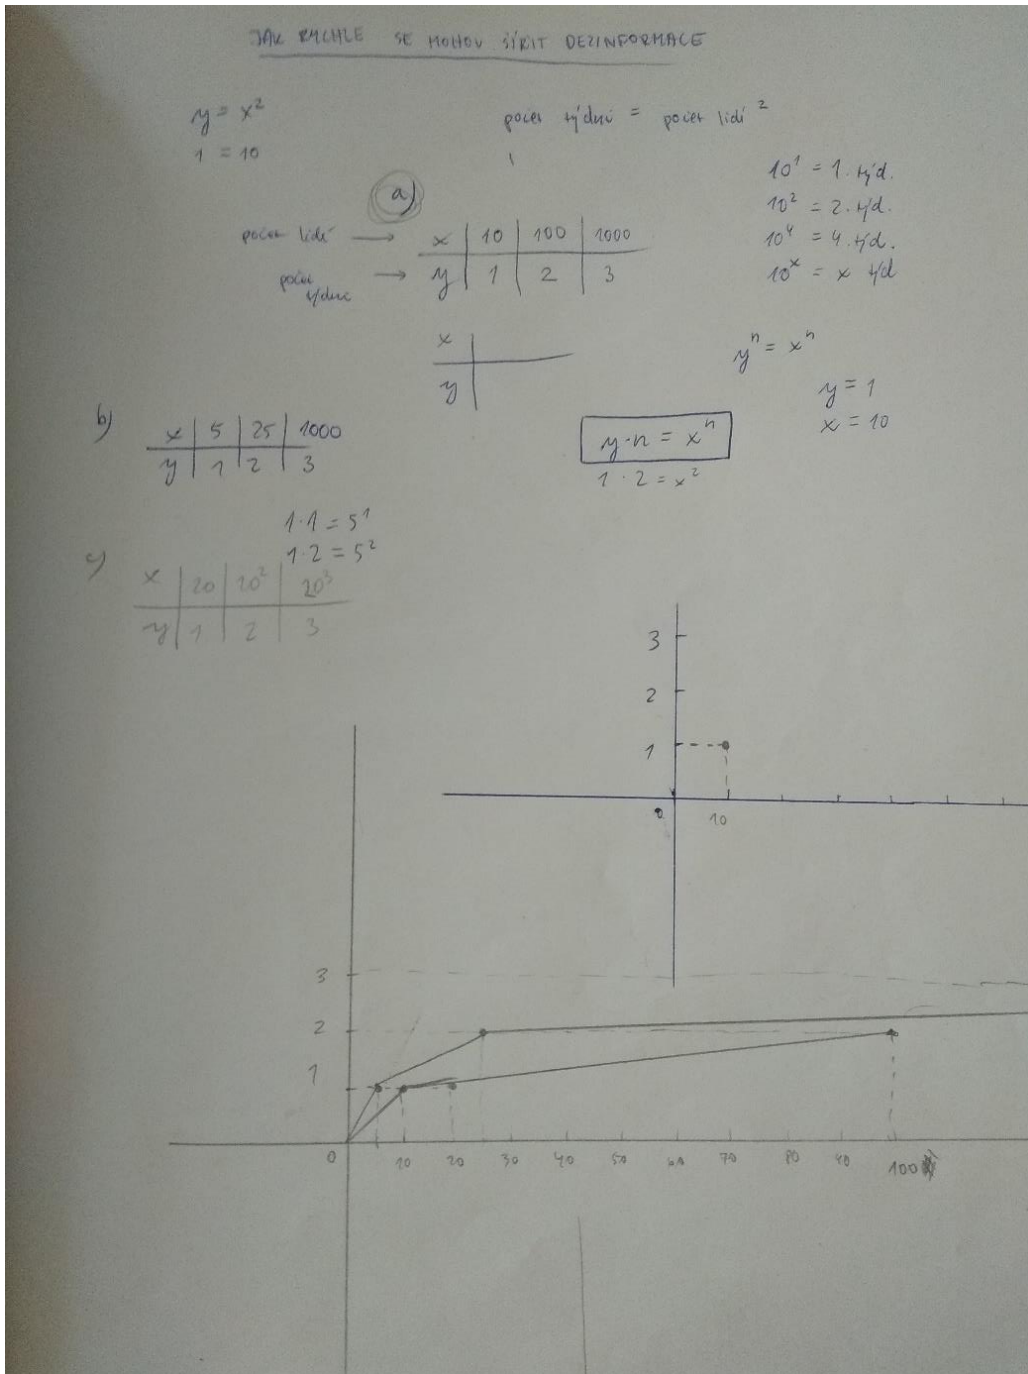 JAK RYCHLE SE MOHOU ŠÍŘIT DEZINFORMACE
y = x²
1 = 10
počet týdnů = počet lidí ²
10¹ = 1. týd.
10² = 2. týd.
10⁴ = 4. týd.
10ˣ = x týd
a)
počet lidí → x | 10 | 100 | 1000
počet týdnů → y | 1 | 2 | 3
x
y
yⁿ = xⁿ
y = 1
x = 10
b)
x | 5 | 25 | 1000
y | 1 | 2 | 3
y·n = xⁿ
1 · 2 = x²
1·1 = 5¹
1·2 = 5²
c)
x | 20 | 20² | 20³
y | 1 | 2 | 3
3
2
1
0 10
3
2
1
0 10 20 30 40 50 60 70 80 90 100